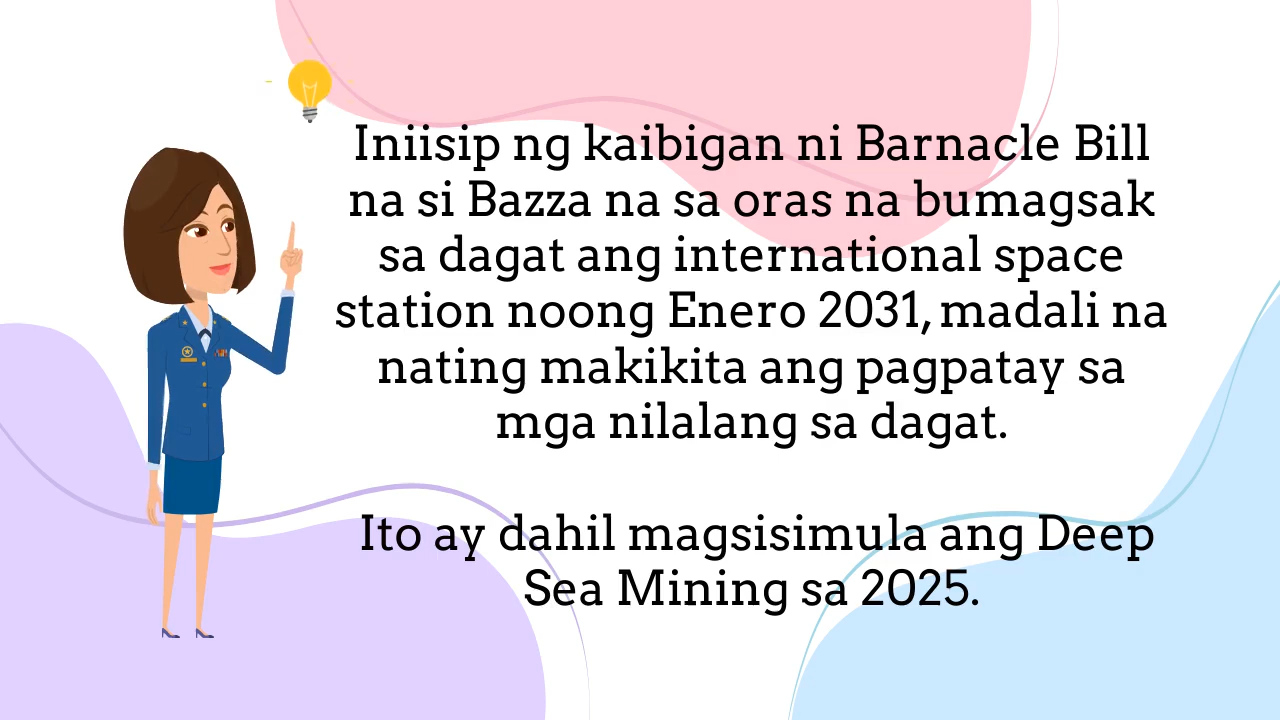 Iniisip ng kaibigan ni Barnacle Bill
na si Bazza na sa oras na bumagsak
sa dagat ang international space
station noong Enero 2031, madali na
nating makikita ang pagpatay sa
mga nilalang sa dagat.
Ito ay dahil magsisimula ang Deep
Sea Mining sa 2025.